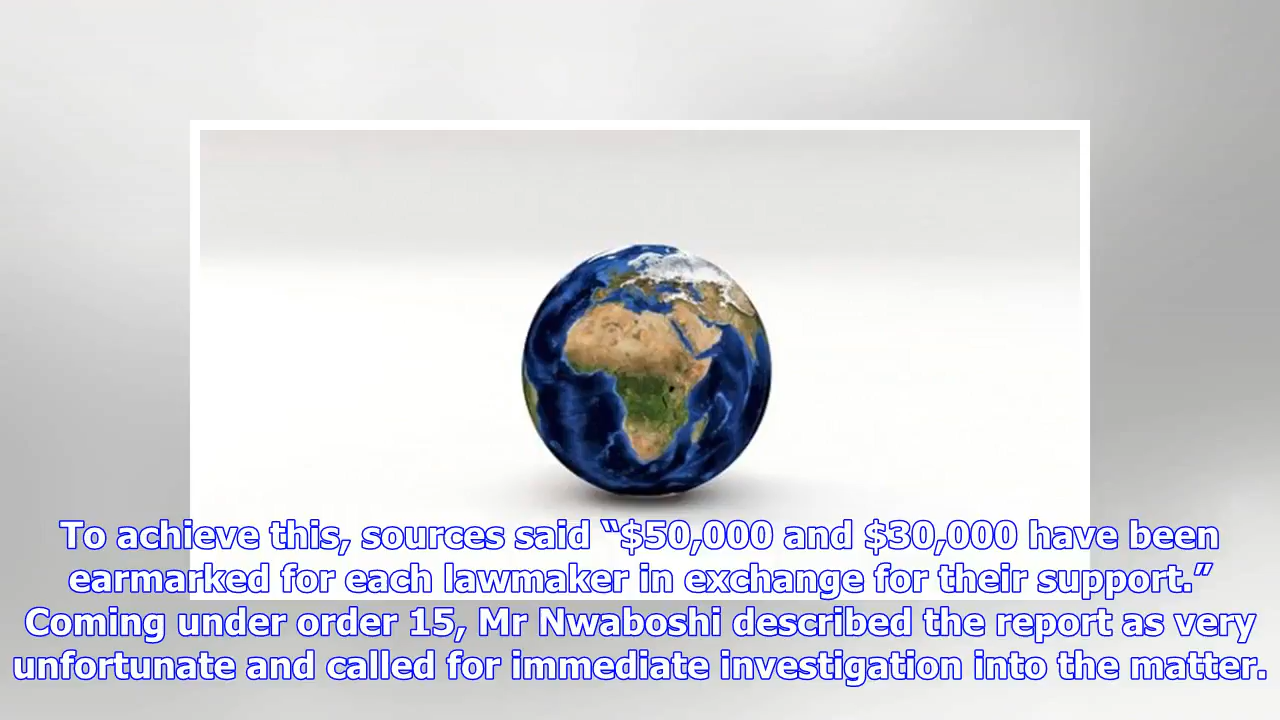 To achieve this, sources said “$50,000 and $30,000 have been
earmarked for each lawmaker in exchange for their support.”
Coming under order 15, Mr Nwaboshi described the report as very
unfortunate and called for immediate investigation into the matter.